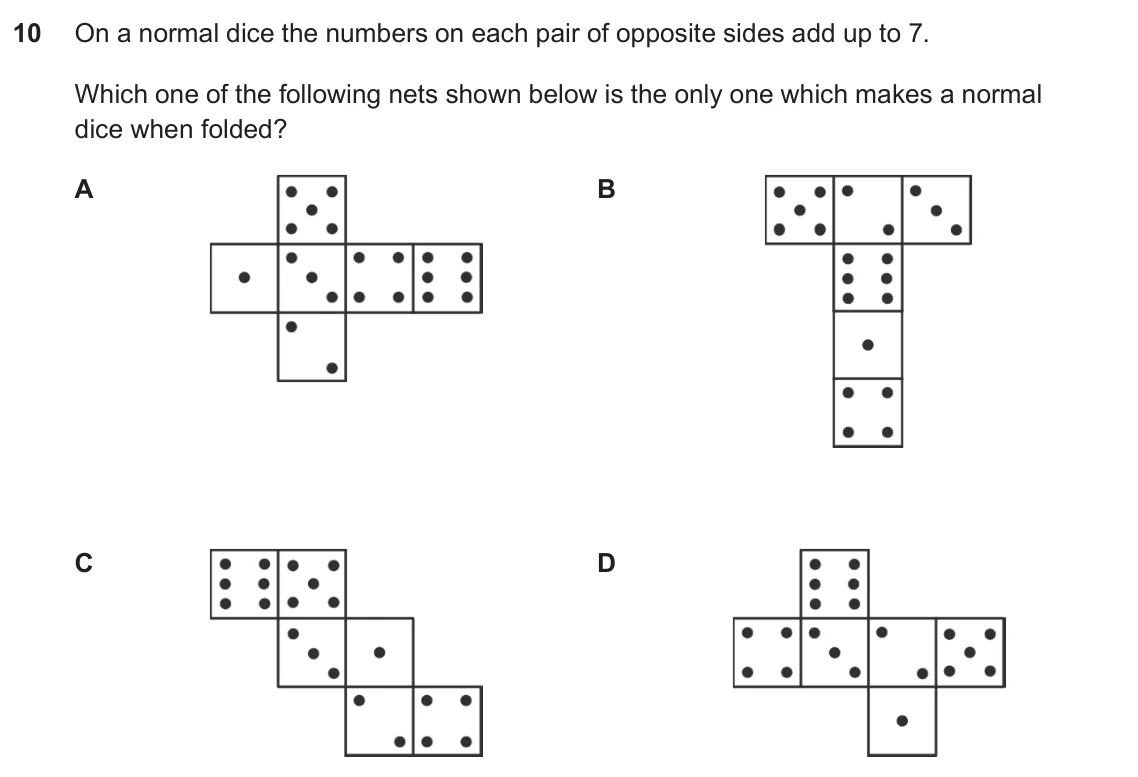 10 On a normal dice the numbers on each pair of opposite sides add up to 7.
Which one of the following nets shown below is the only one which makes a normal
dice when folded?
A
B
C
D